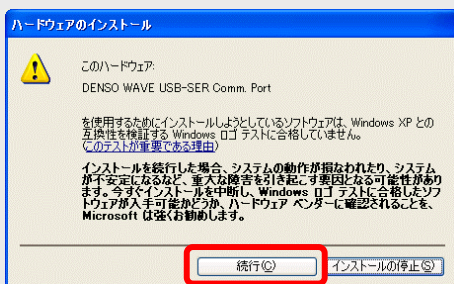 ハードウェアのインストール
このハードウェア:
DENSO WAVE USB-SER Comm. Port
を使用するためにインストールしようとしているソフトウェアは、Windows XP との
互換性を検証する Windows ロゴ テストに合格していません。
(このテストが重要である理由)
インストールを続行した場合、システムの動作が損なわれたり、システム
が不安定になるなど、重大な障害を引き起こす要因となる可能性があり
ます。今すぐインストールを中断し、Windows ロゴ テストに合格したソフ
トウェアが入手可能かどうか、ハードウェア ベンダーに確認されることを、
Microsoft は強くお勧めします。
続行(C)
インストールの停止(S)